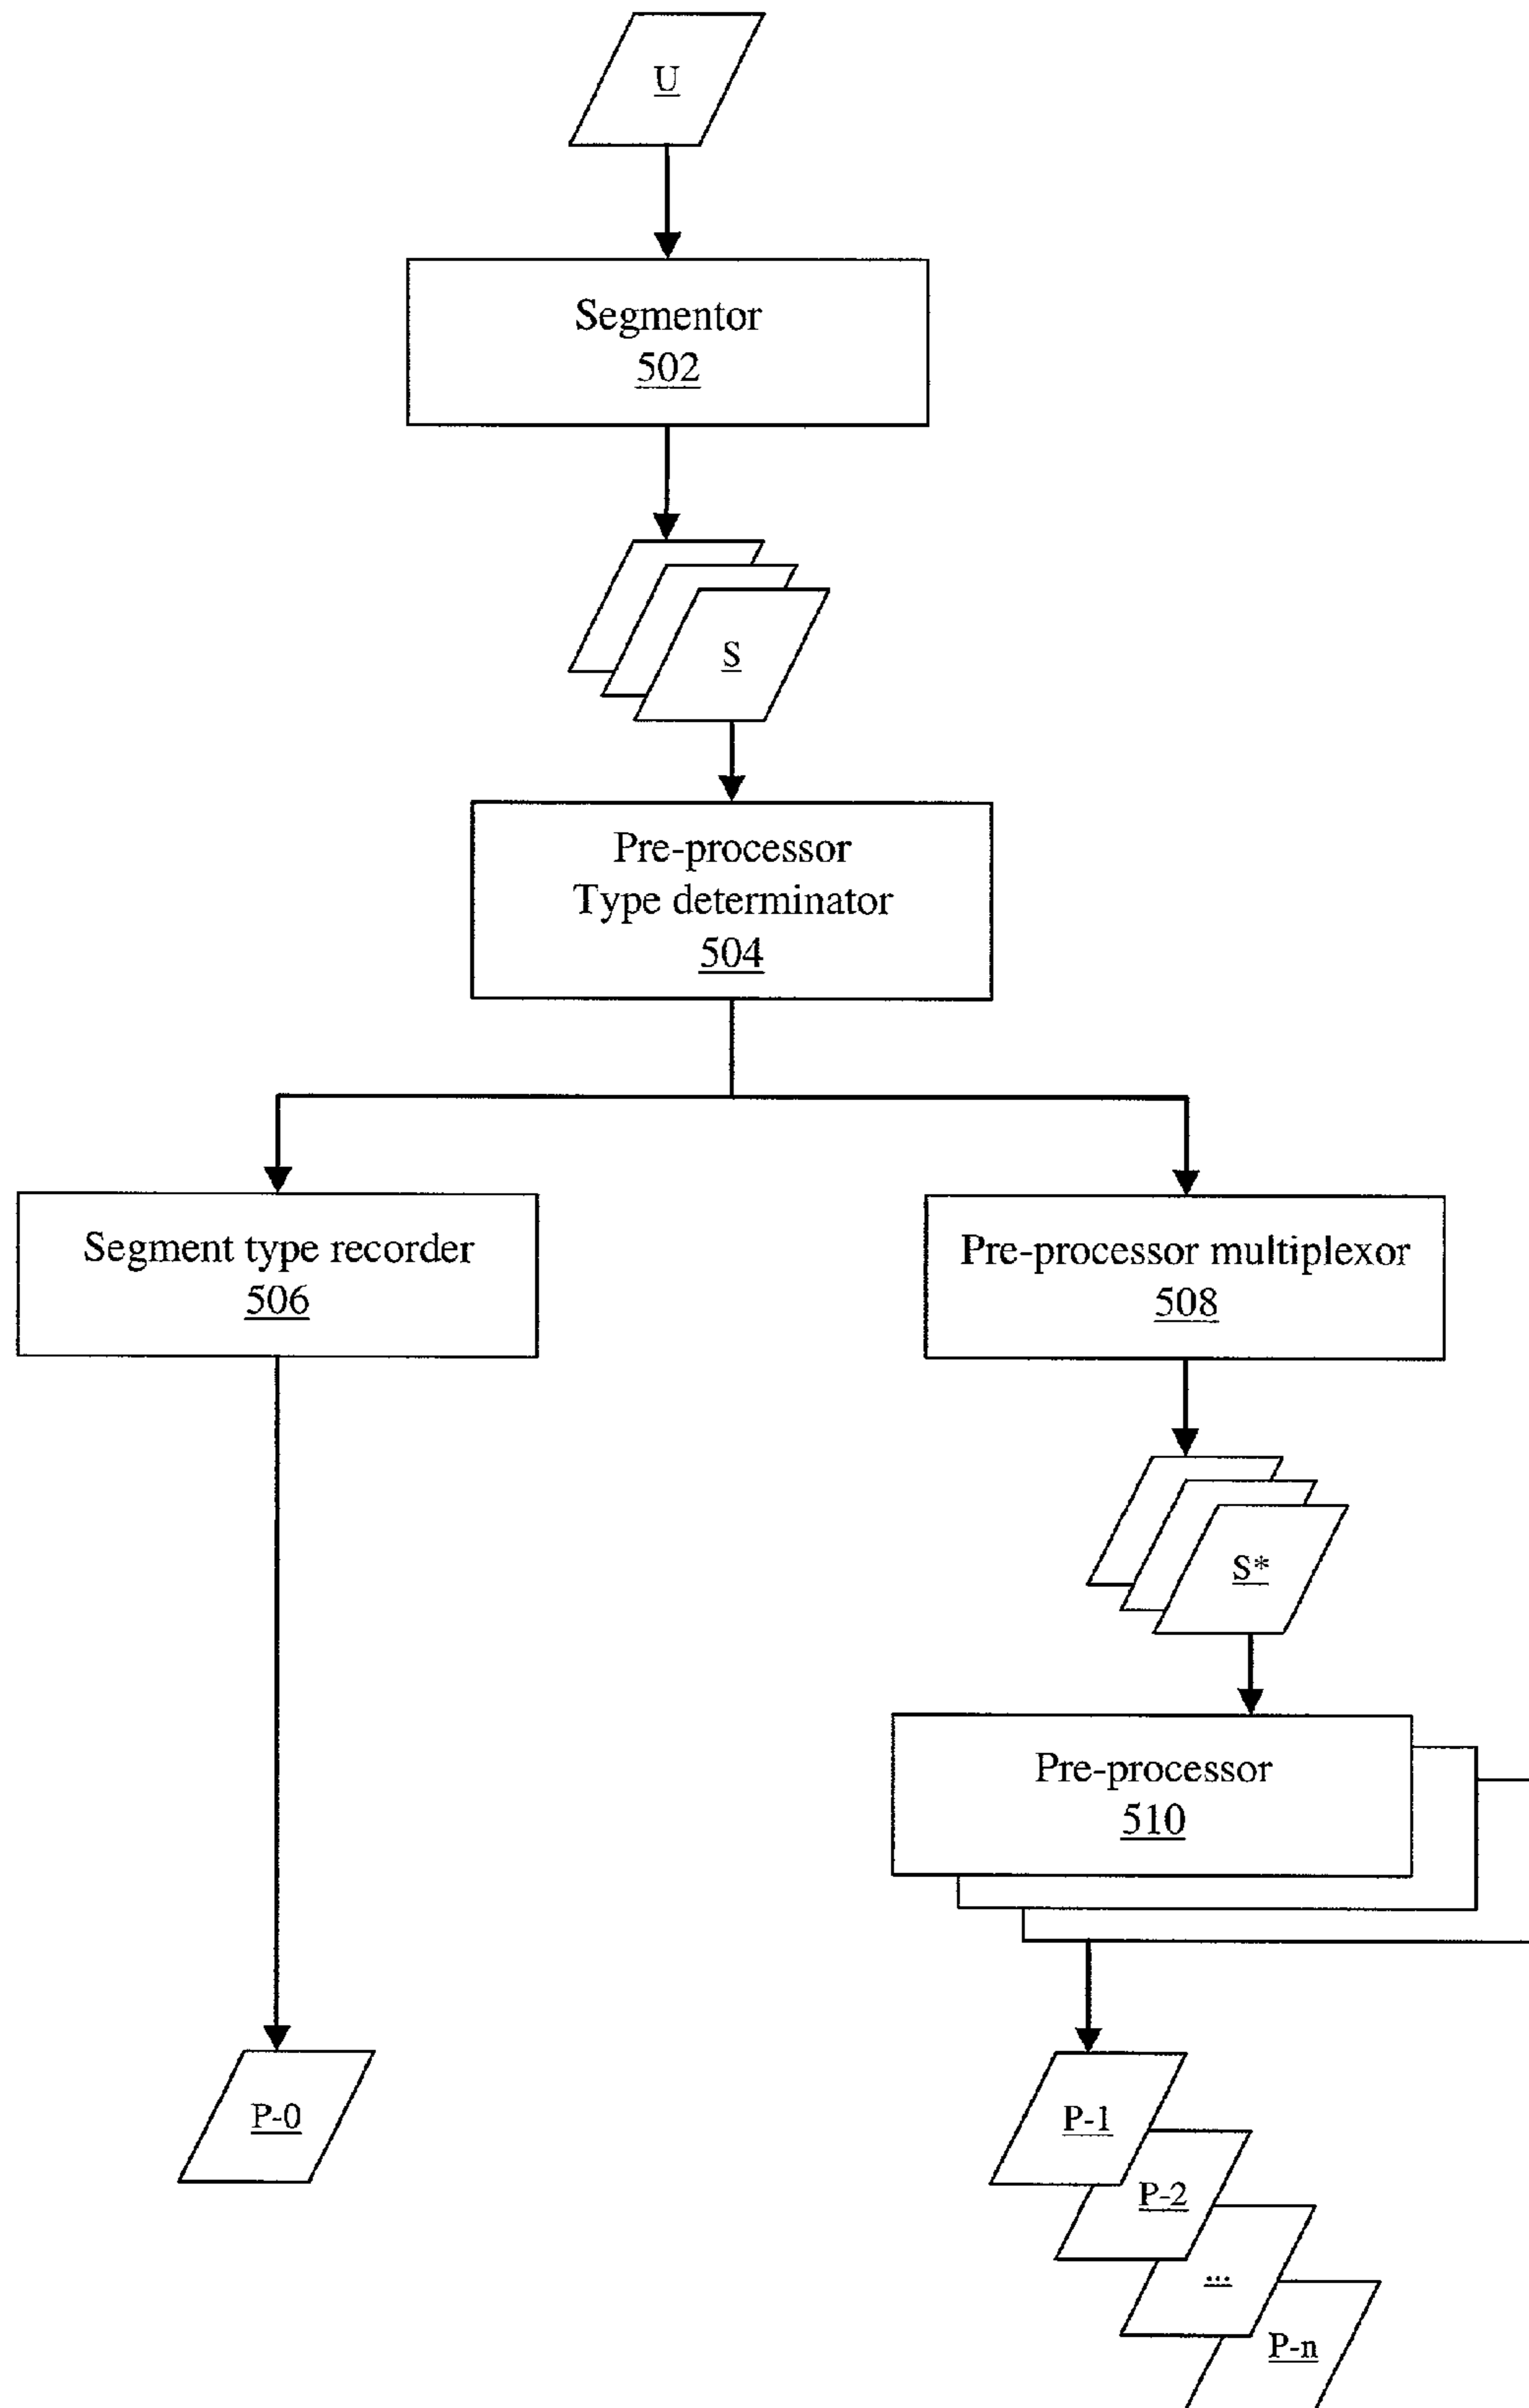 U
Segmentor
502
S
Pre-processor
Type determinator
504
Segment type recorder
506
Pre-processor multiplexor
508
S*
Pre-processor
510
P-0
P-1
P-2
...
P-n